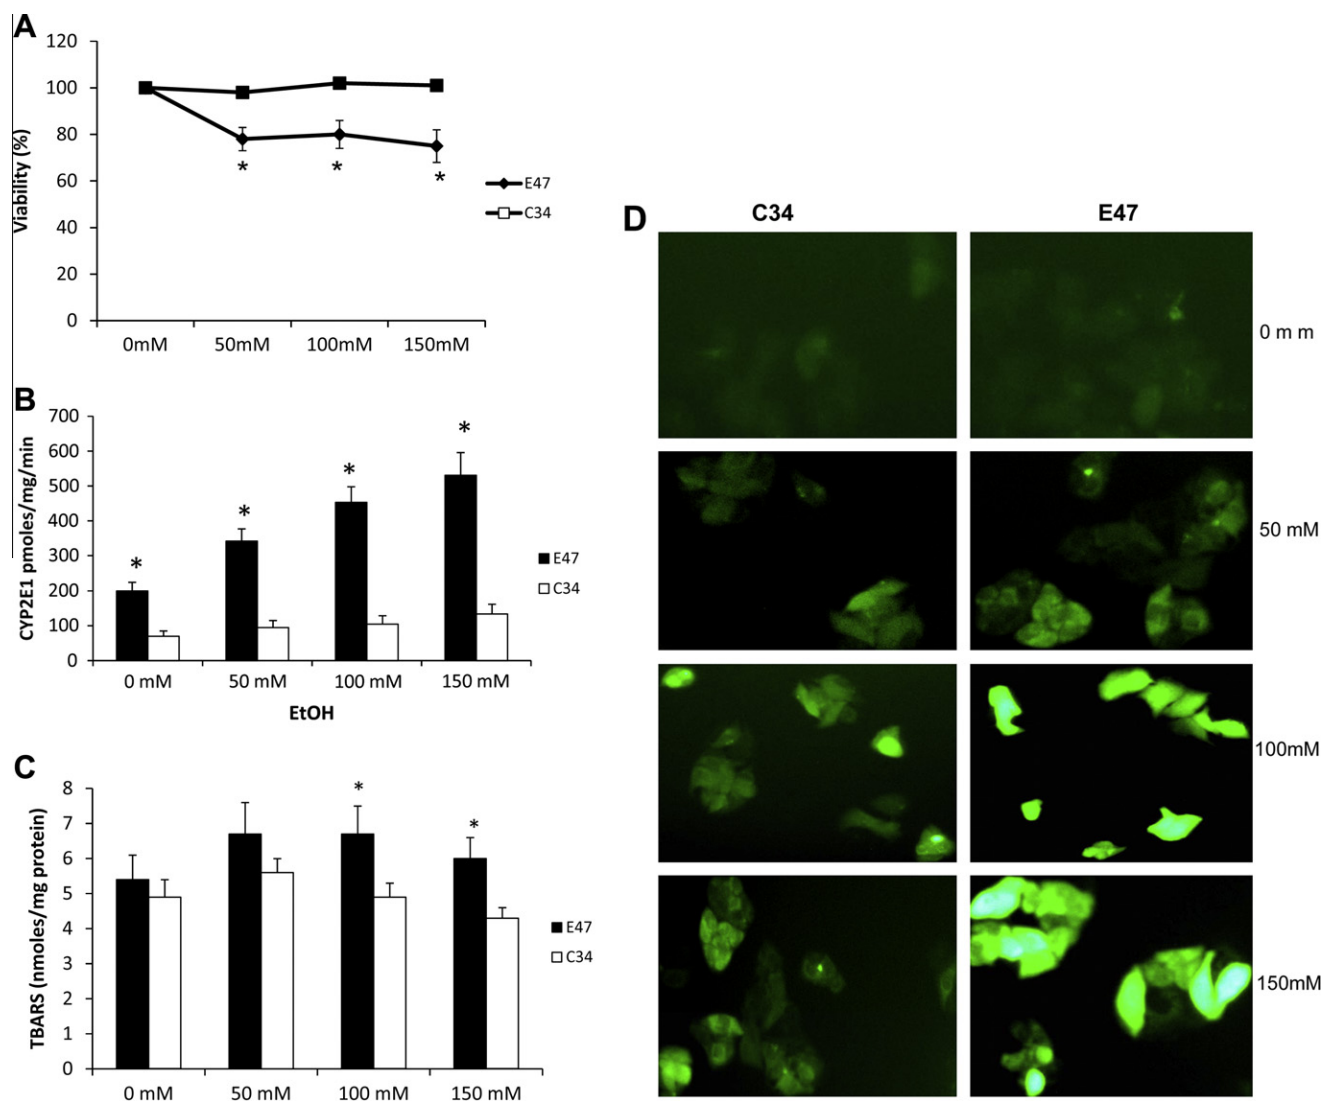 A
120
100
80
60
40
20
0
Viability (%)
*
*
*
0mM 50mM 100mM 150mM
E47
C34
B
700
600
500
400
300
200
100
0
CYP2E1 pmoles/mg/min
*
*
*
*
0 mM 50 mM 100 mM 150 mM
EtOH
E47
C34
C
8
7
6
5
4
3
2
1
0
TBARS (nmoles/mg protein)
*
*
0 mM 50 mM 100 mM 150 mM
E47
C34
D
C34 E47
0 m m
50 mM
100mM
150mM